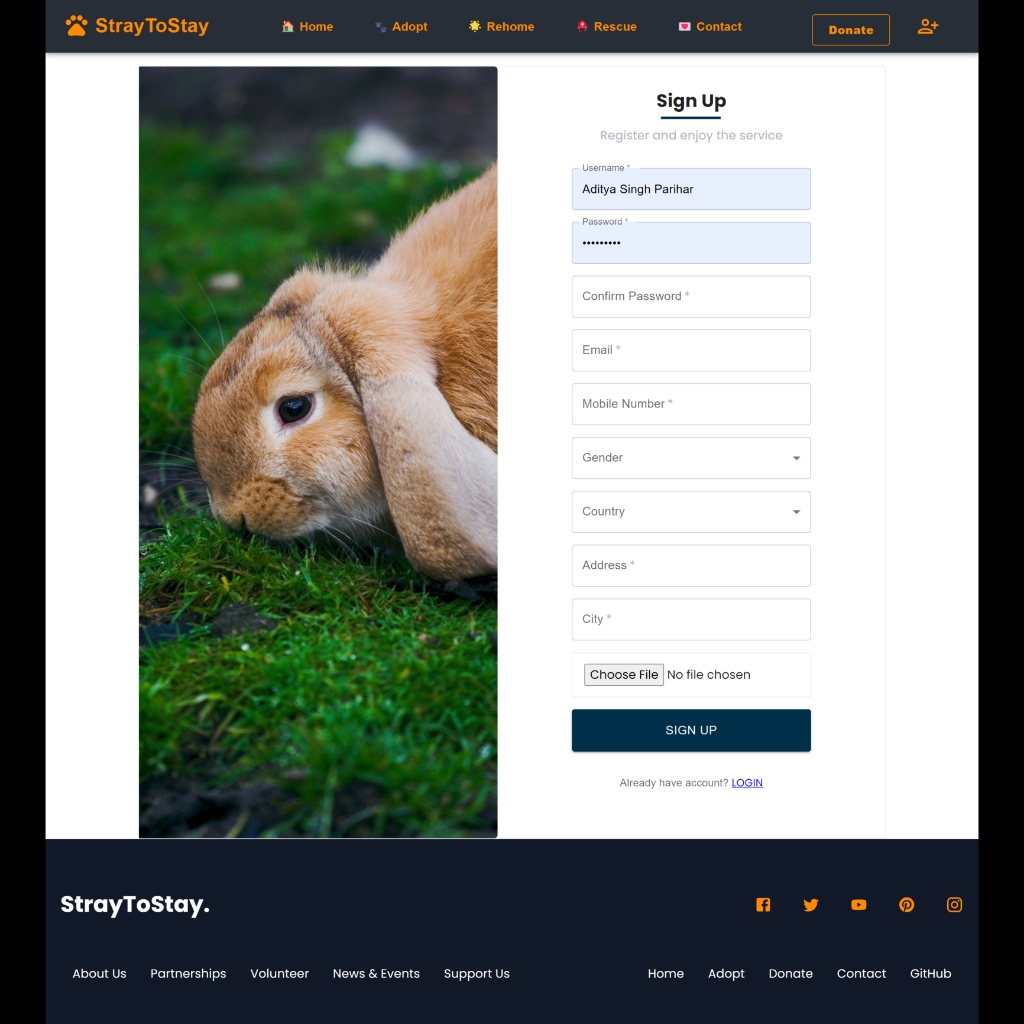 StrayToStay
Home
Adopt
Rehome
Rescue
Contact
Donate
Sign Up
Register and enjoy the service
Username *
Aditya Singh Parihar
Password *
•••••••••
Confirm Password *
Email *
Mobile Number *
Gender
Country
Address *
City *
Choose File No file chosen
SIGN UP
Already have account? LOGIN
StrayToStay.
About Us Partnerships Volunteer News & Events Support Us
Home Adopt Donate Contact GitHub